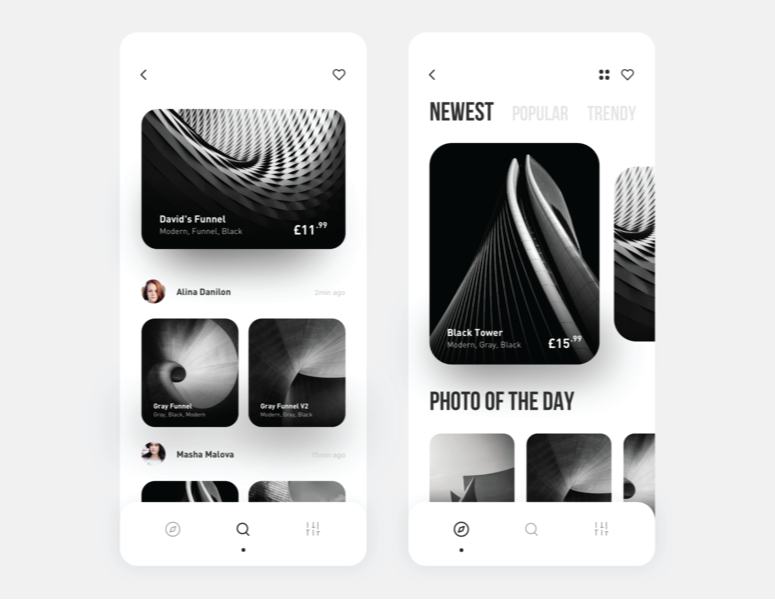 David's Funnel
Modern, Funnel, Black
£11.99
Alina Danilon
2min ago
Gray Funnel
Gray, Black, Modern
Gray Funnel V2
Modern, Gray, Black
Masha Malova
15min ago
NEWEST POPULAR TRENDY
Black Tower
Modern, Gray, Black
£15.99
PHOTO OF THE DAY